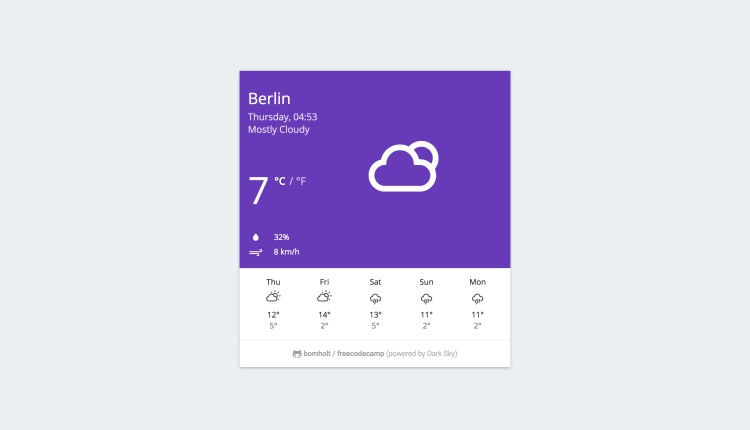 Berlin
Thursday, 04:53
Mostly Cloudy
7 °C / °F
32%
8 km/h
Thu Fri Sat Sun Mon
12° 14° 13° 11° 11°
5° 2° 5° 2° 2°
bomholt / freecodecamp (powered by Dark Sky)